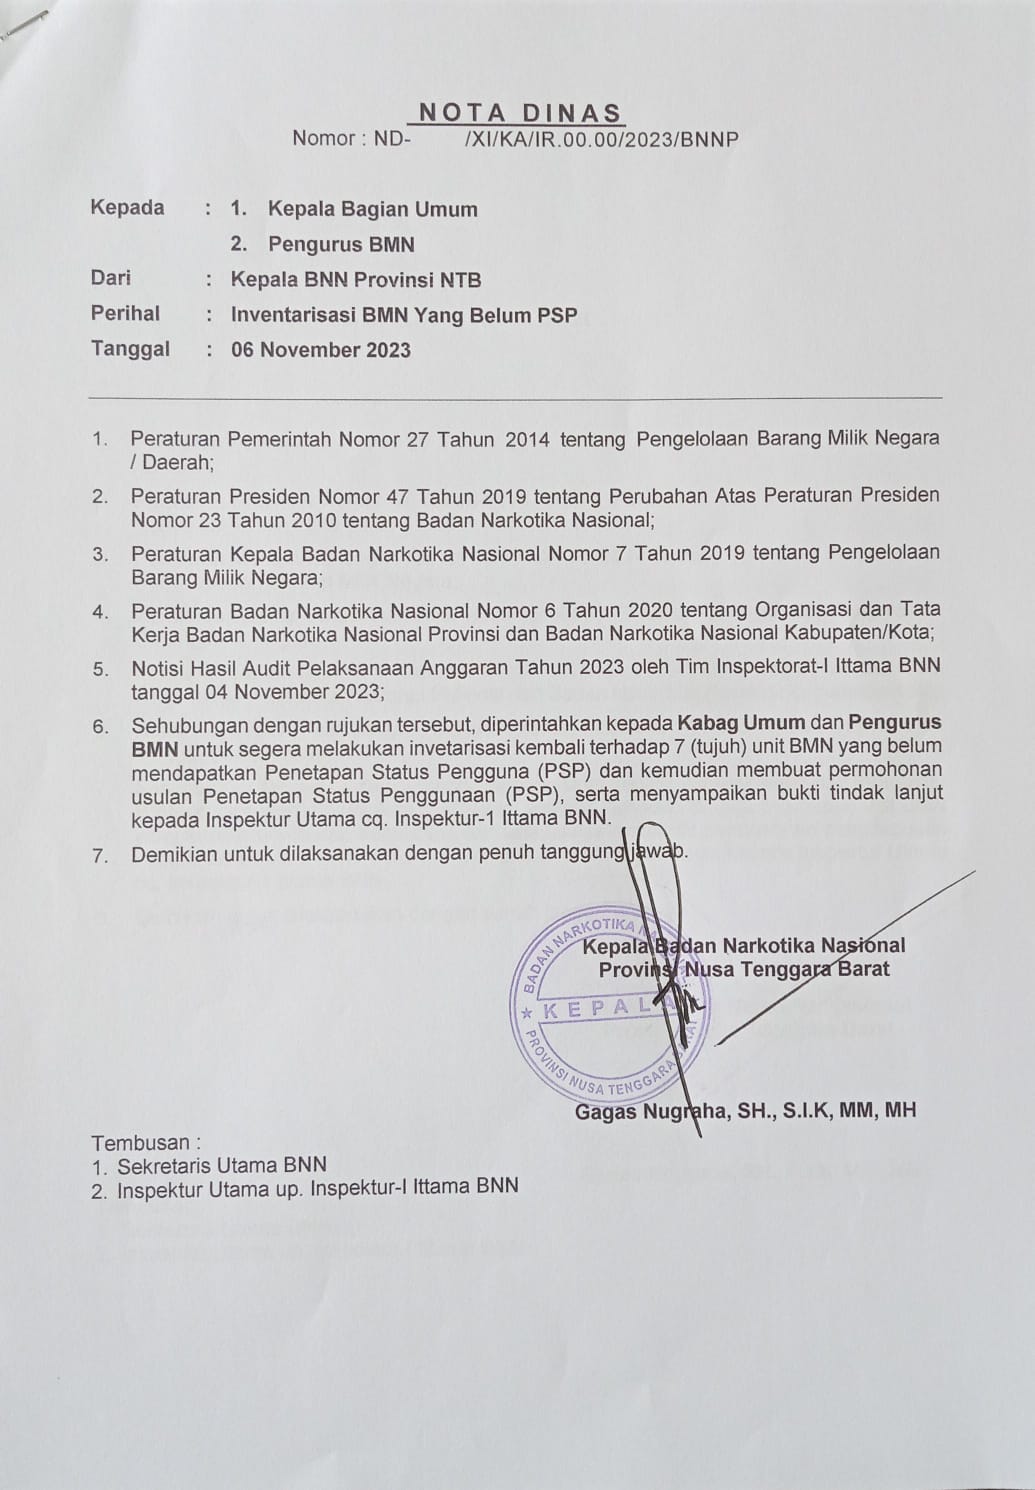 NOTA DINAS
Nomor : ND- /XI/KA/IR.00.00/2023/BNNP
Kepada : 1. Kepala Bagian Umum
2. Pengurus BMN
Dari : Kepala BNN Provinsi NTB
Perihal : Inventarisasi BMN Yang Belum PSP
Tanggal : 06 November 2023
1. Peraturan Pemerintah Nomor 27 Tahun 2014 tentang Pengelolaan Barang Milik Negara
/ Daerah;
2. Peraturan Presiden Nomor 47 Tahun 2019 tentang Perubahan Atas Peraturan Presiden
Nomor 23 Tahun 2010 tentang Badan Narkotika Nasional;
3. Peraturan Kepala Badan Narkotika Nasional Nomor 7 Tahun 2019 tentang Pengelolaan
Barang Milik Negara;
4. Peraturan Badan Narkotika Nasional Nomor 6 Tahun 2020 tentang Organisasi dan Tata
Kerja Badan Narkotika Nasional Provinsi dan Badan Narkotika Nasional Kabupaten/Kota;
5. Notisi Hasil Audit Pelaksanaan Anggaran Tahun 2023 oleh Tim Inspektorat-I Ittama BNN
tanggal 04 November 2023;
6. Sehubungan dengan rujukan tersebut, diperintahkan kepada Kabag Umum dan Pengurus
BMN untuk segera melakukan invetarisasi kembali terhadap 7 (tujuh) unit BMN yang belum
mendapatkan Penetapan Status Pengguna (PSP) dan kemudian membuat permohonan
usulan Penetapan Status Penggunaan (PSP), serta menyampaikan bukti tindak lanjut
kepada Inspektur Utama cq. Inspektur-1 Ittama BNN.
7. Demikian untuk dilaksanakan dengan penuh tanggung jawab.
Kepala Badan Narkotika Nasional
Provinsi Nusa Tenggara Barat
BADAN NARKOTIKA
KEPALA
PROVINSI NUSA TENGGARA
Gagas Nugraha, SH., S.I.K, MM, MH
Tembusan :
1. Sekretaris Utama BNN
2. Inspektur Utama up. Inspektur-I Ittama BNN